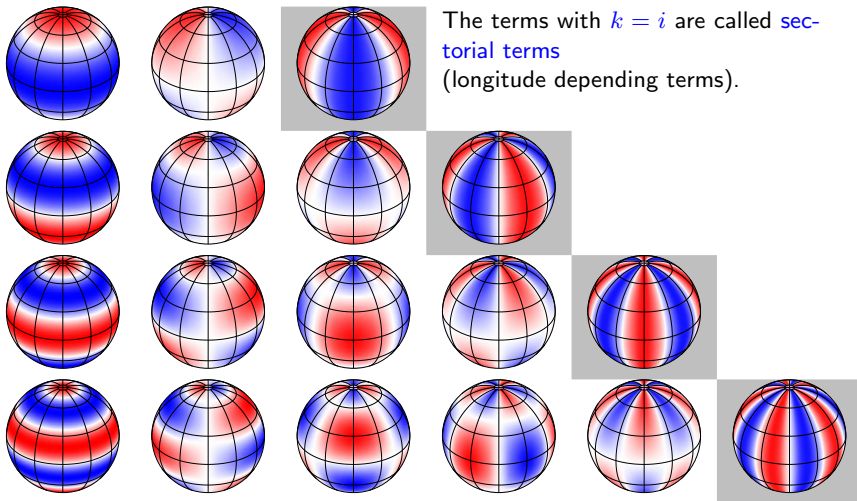 The terms with k = i are called sec-
torial terms
(longitude depending terms).